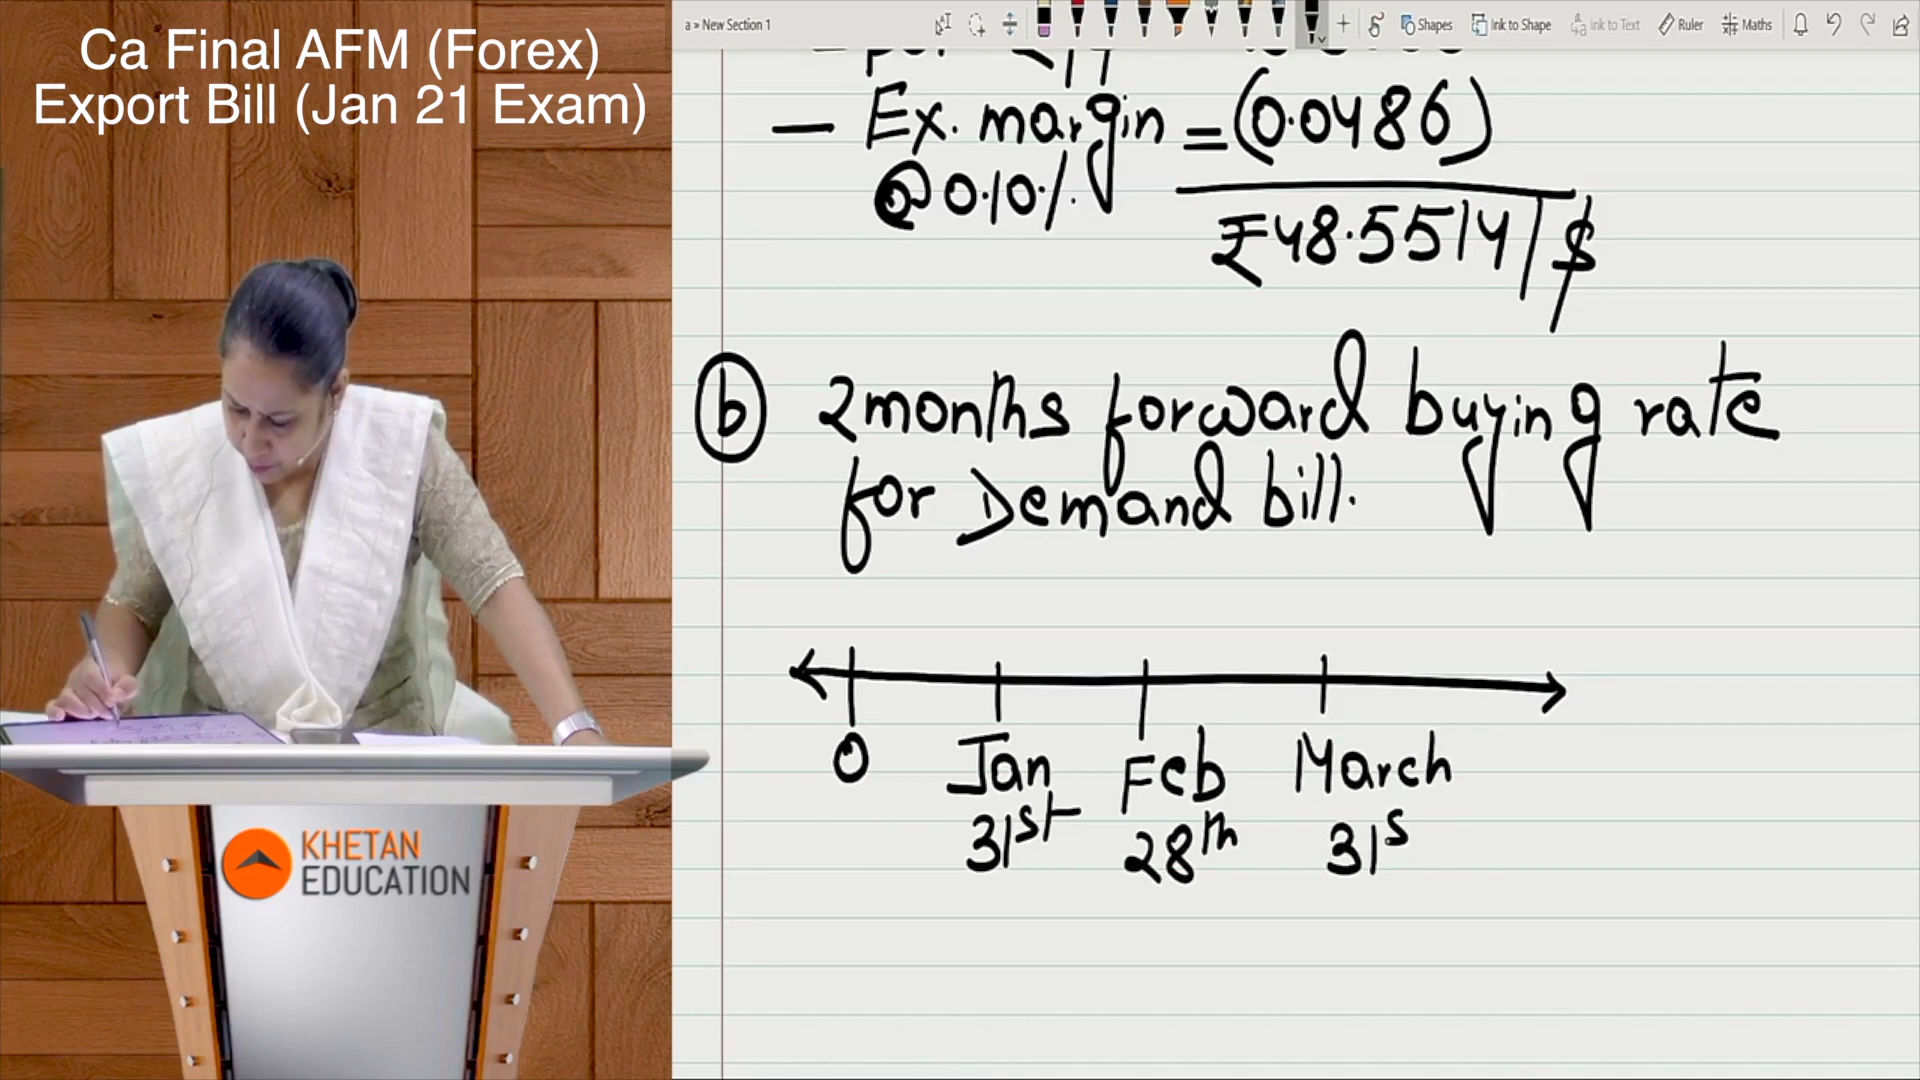 Ca Final AFM (Forex)
Export Bill (Jan 21 Exam)
a » New Section 1
Shapes
Ink to Shape
Ink to Text
Ruler
Maths
— Ex. margin = (0.0486)
@ 0.10%
₹48.5514/$
(b) 2months forward buying rate
for Demand bill.
0 Jan Feb March
31st 28th 31s
KHETAN
EDUCATION